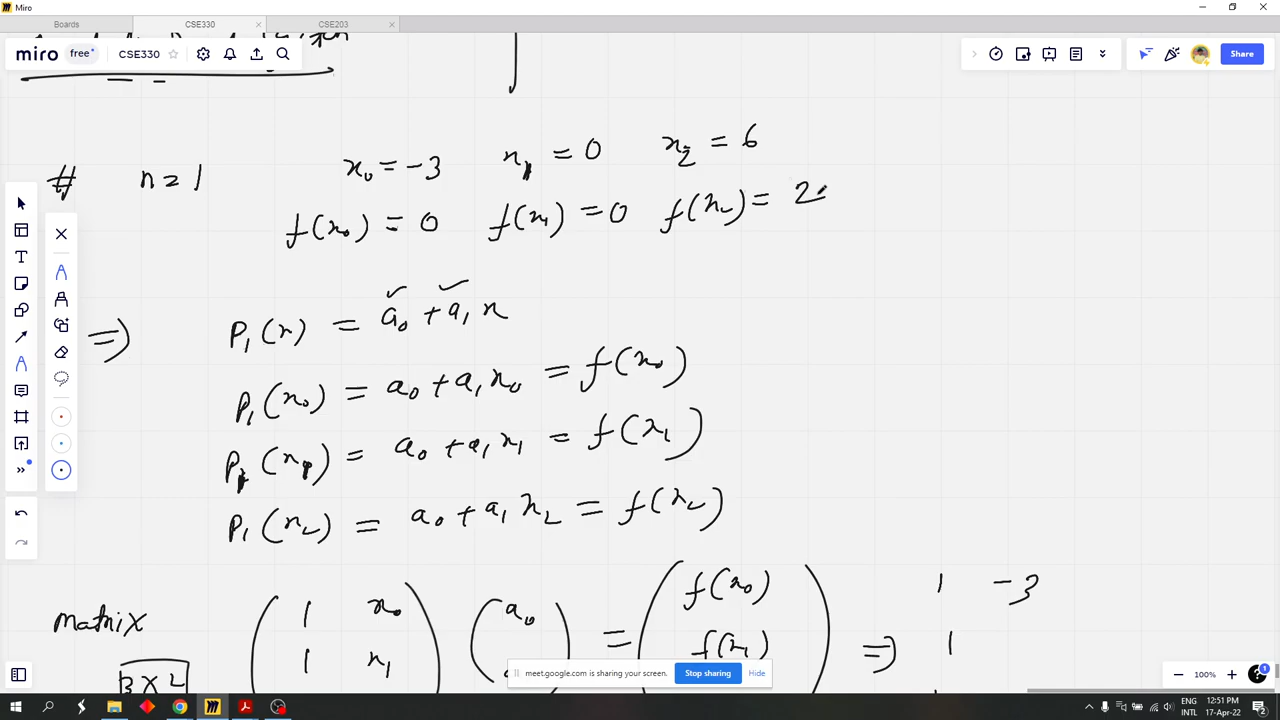 Miro
Boards CSE330 CSE203
miro free CSE330 Share
# n = 1 x₀ = -3 x₁ = 0 x₂ = 6
f(x₀) = 0 f(x₁) = 0 f(x₂) = 2
=> P₁(x) = a₀ + a₁ x
P₁(x₀) = a₀ + a₁ x₀ = f(x₀)
P₁(x₁) = a₀ + a₁ x₁ = f(x₁)
P₁(x₂) = a₀ + a₁ x₂ = f(x₂)
matrix 1 x₀ a₀ = f(x₀) => 1 -3
1 x₁ f(x₁) 1
3 x 2
meet.google.com is sharing your screen. Stop sharing Hide
100%
12:51 PM
ENG
INTL 17-Apr-22